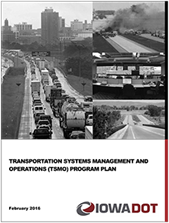 TRANSPORTATION SYSTEMS MANAGEMENT AND
OPERATIONS (TSMO) PROGRAM PLAN
February 2016
IOWADOT